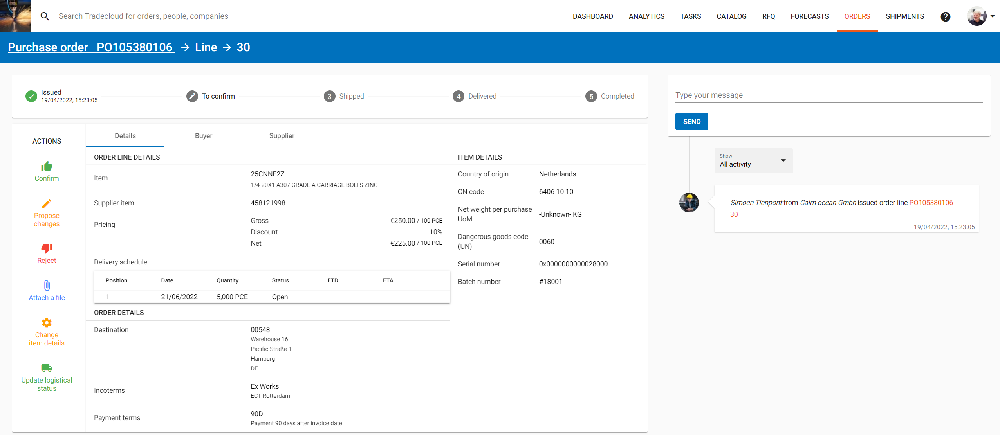 Search Tradecloud for orders, people, companies
DASHBOARD
ANALYTICS
TASKS
CATALOG
RFQ
FORECASTS
ORDERS
SHIPMENTS
?
Purchase order PO105380106 → Line → 30
Issued
19/04/2022, 15:23:05
To confirm
3 Shipped
4 Delivered
5 Completed
ACTIONS
Confirm
Propose
changes
Reject
Attach a file
Change
item details
Update logistical
status
Details
Buyer
Supplier
ORDER LINE DETAILS
Item
25CNNE2Z
1/4-20X1 A307 GRADE A CARRIAGE BOLTS ZINC
Supplier item
458121998
Pricing
Gross €250.00 / 100 PCE
Discount 10%
Net €225.00 / 100 PCE
Delivery schedule
Position Date Quantity Status ETD ETA
1 21/06/2022 5,000 PCE Open
ORDER DETAILS
Destination
00548
Warehouse 16
Pacific Straße 1
Hamburg
DE
Incoterms
Ex Works
ECT Rotterdam
Payment terms
90D
Payment 90 days after invoice date
ITEM DETAILS
Country of origin Netherlands
CN code 6406 10 10
Net weight per purchase
UoM
-Unknown- KG
Dangerous goods code
(UN)
0060
Serial number 0x0000000000028000
Batch number #18001
Type your message
SEND
Show
All activity
Simoen Tienpont from Calm ocean Gmbh issued order line PO105380106 -
30
19/04/2022, 15:23:05